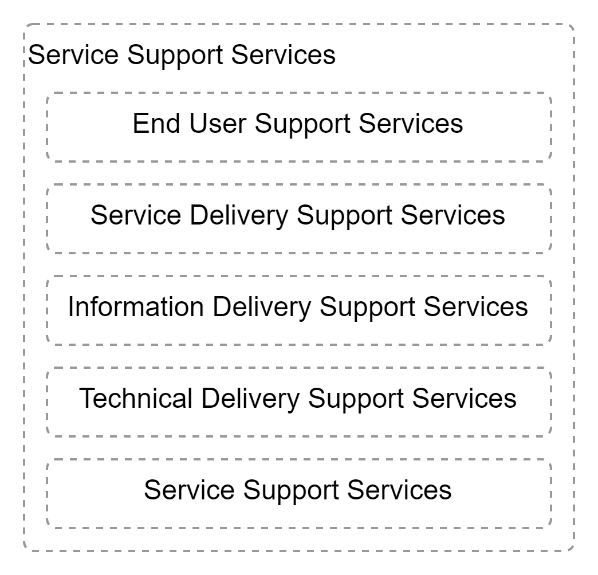 Service Support Services
End User Support Services
Service Delivery Support Services
Information Delivery Support Services
Technical Delivery Support Services
Service Support Services